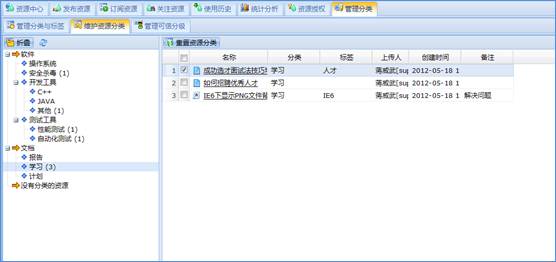 资源中心 发布资源 订阅资源 关注资源 使用历史 统计分析 资源授权 管理分类
管理分类与标签 维护资源分类 管理可信分级
折叠
重置资源分类
软件
操作系统
安全杀毒 (1)
开发工具
C++
JAVA
其他 (1)
测试工具
性能测试 (1)
自动化测试 (1)
文档
报告
学习 (3)
计划
没有分类的资源
名称 分类 标签 上传人 创建时间 备注
1 成功选才面试法技巧 学习 人才 蒋威武[sup 2012-05-18 1
2 如何招聘优秀人才 学习 蒋威武[sup 2012-05-18 1
3 IE6下显示PNG文件背 学习 IE6 蒋威武[sup 2012-05-18 1 解决问题